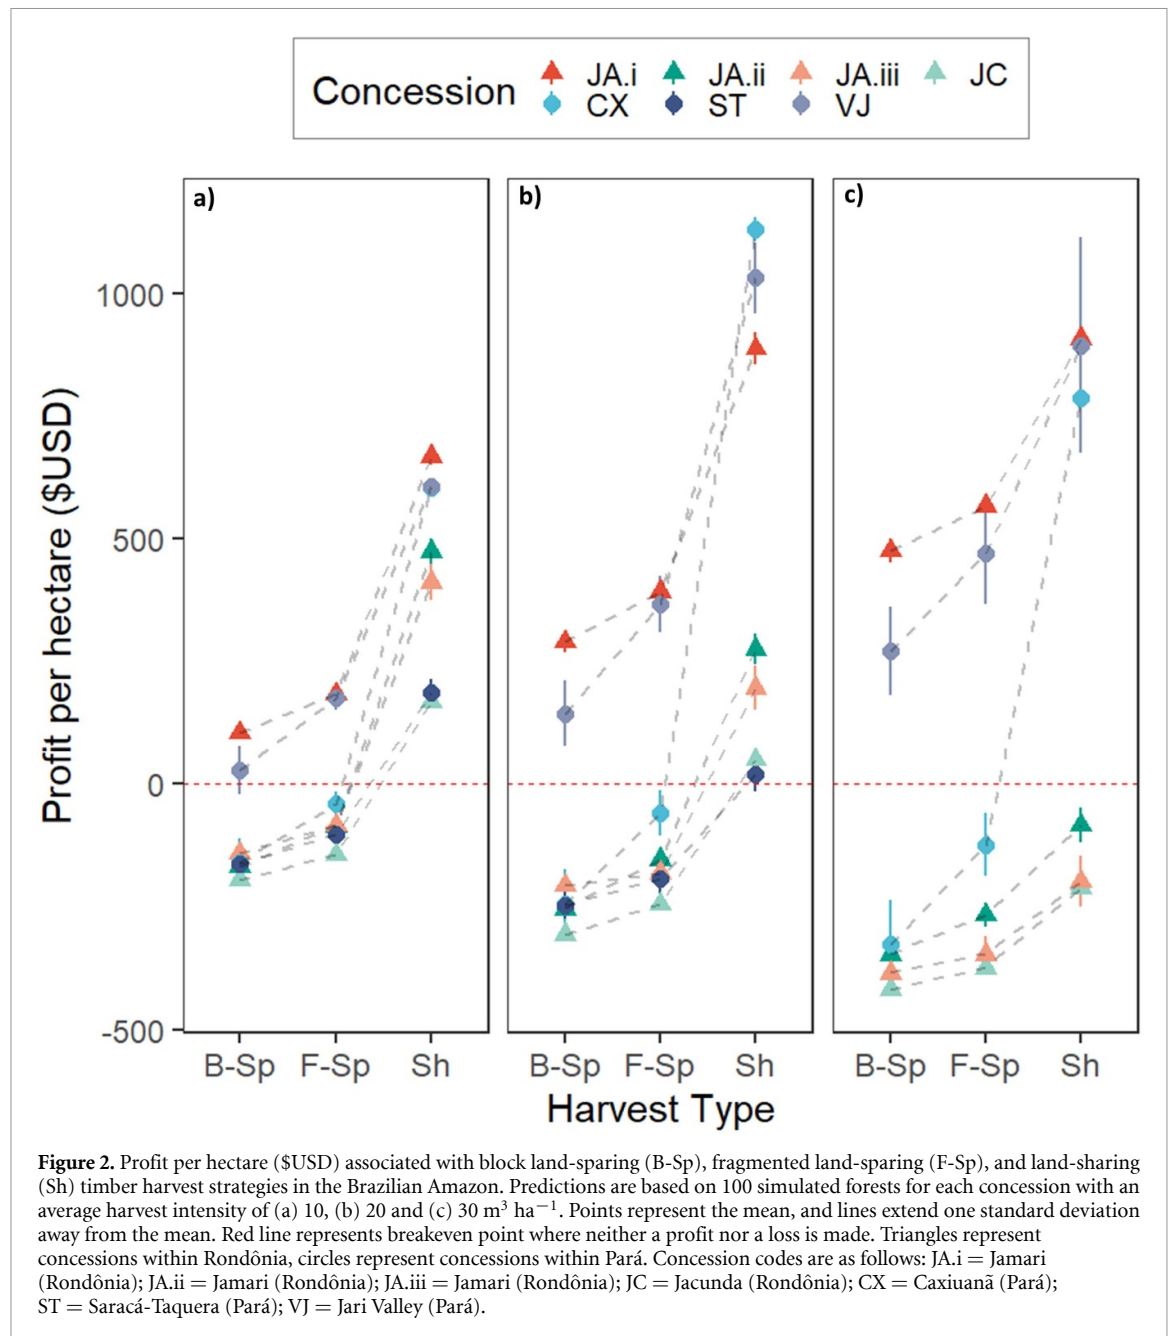 Concession JA.i JA.ii JA.iii JC
CX ST VJ
a) b) c)
Profit per hectare ($USD)
1000
500
0
-500
B-Sp F-Sp Sh B-Sp F-Sp Sh B-Sp F-Sp Sh
Harvest Type
Figure 2. Profit per hectare ($USD) associated with block land-sparing (B-Sp), fragmented land-sparing (F-Sp), and land-sharing
(Sh) timber harvest strategies in the Brazilian Amazon. Predictions are based on 100 simulated forests for each concession with an
average harvest intensity of (a) 10, (b) 20 and (c) 30 m³ ha⁻¹. Points represent the mean, and lines extend one standard deviation
away from the mean. Red line represents breakeven point where neither a profit nor a loss is made. Triangles represent
concessions within Rondônia, circles represent concessions within Pará. Concession codes are as follows: JA.i = Jamari
(Rondônia); JA.ii = Jamari (Rondônia); JA.iii = Jamari (Rondônia); JC = Jacunda (Rondônia); CX = Caxiuanã (Pará);
ST = Saracá-Taquera (Pará); VJ = Jari Valley (Pará).